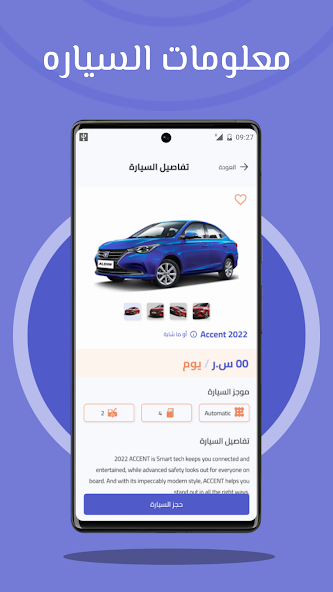 معلومات السياره
09:27
تفاصيل السيارة
العودة
Accent 2022 أو ما شابة
00 س.ر / يوم
موجز السيارة
Automatic
4
2
تفاصيل السيارة
2022 ACCENT is Smart tech keeps you connected and
entertained, while advanced safety looks out for everyone on
board. And with its impeccably modern style, ACCENT helps you
stand out in all the right ways.
حجز السيارة